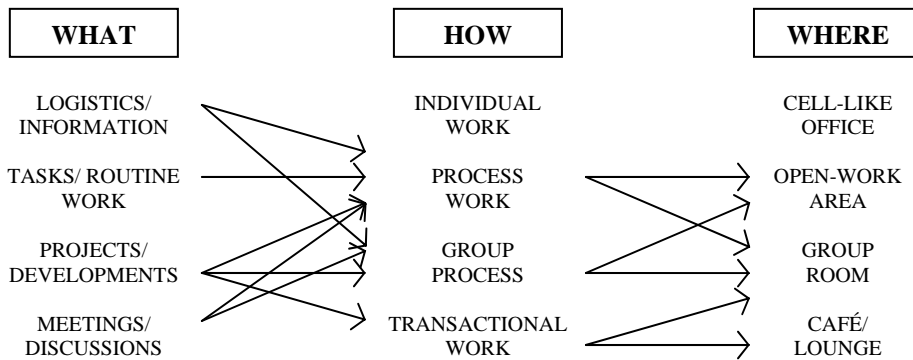 WHAT HOW WHERE
LOGISTICS/ INDIVIDUAL CELL-LIKE
INFORMATION WORK OFFICE
TASKS/ ROUTINE PROCESS OPEN-WORK
WORK WORK AREA
PROJECTS/ GROUP GROUP
DEVELOPMENTS PROCESS ROOM
MEETINGS/ TRANSACTIONAL CAFÉ/
DISCUSSIONS WORK LOUNGE